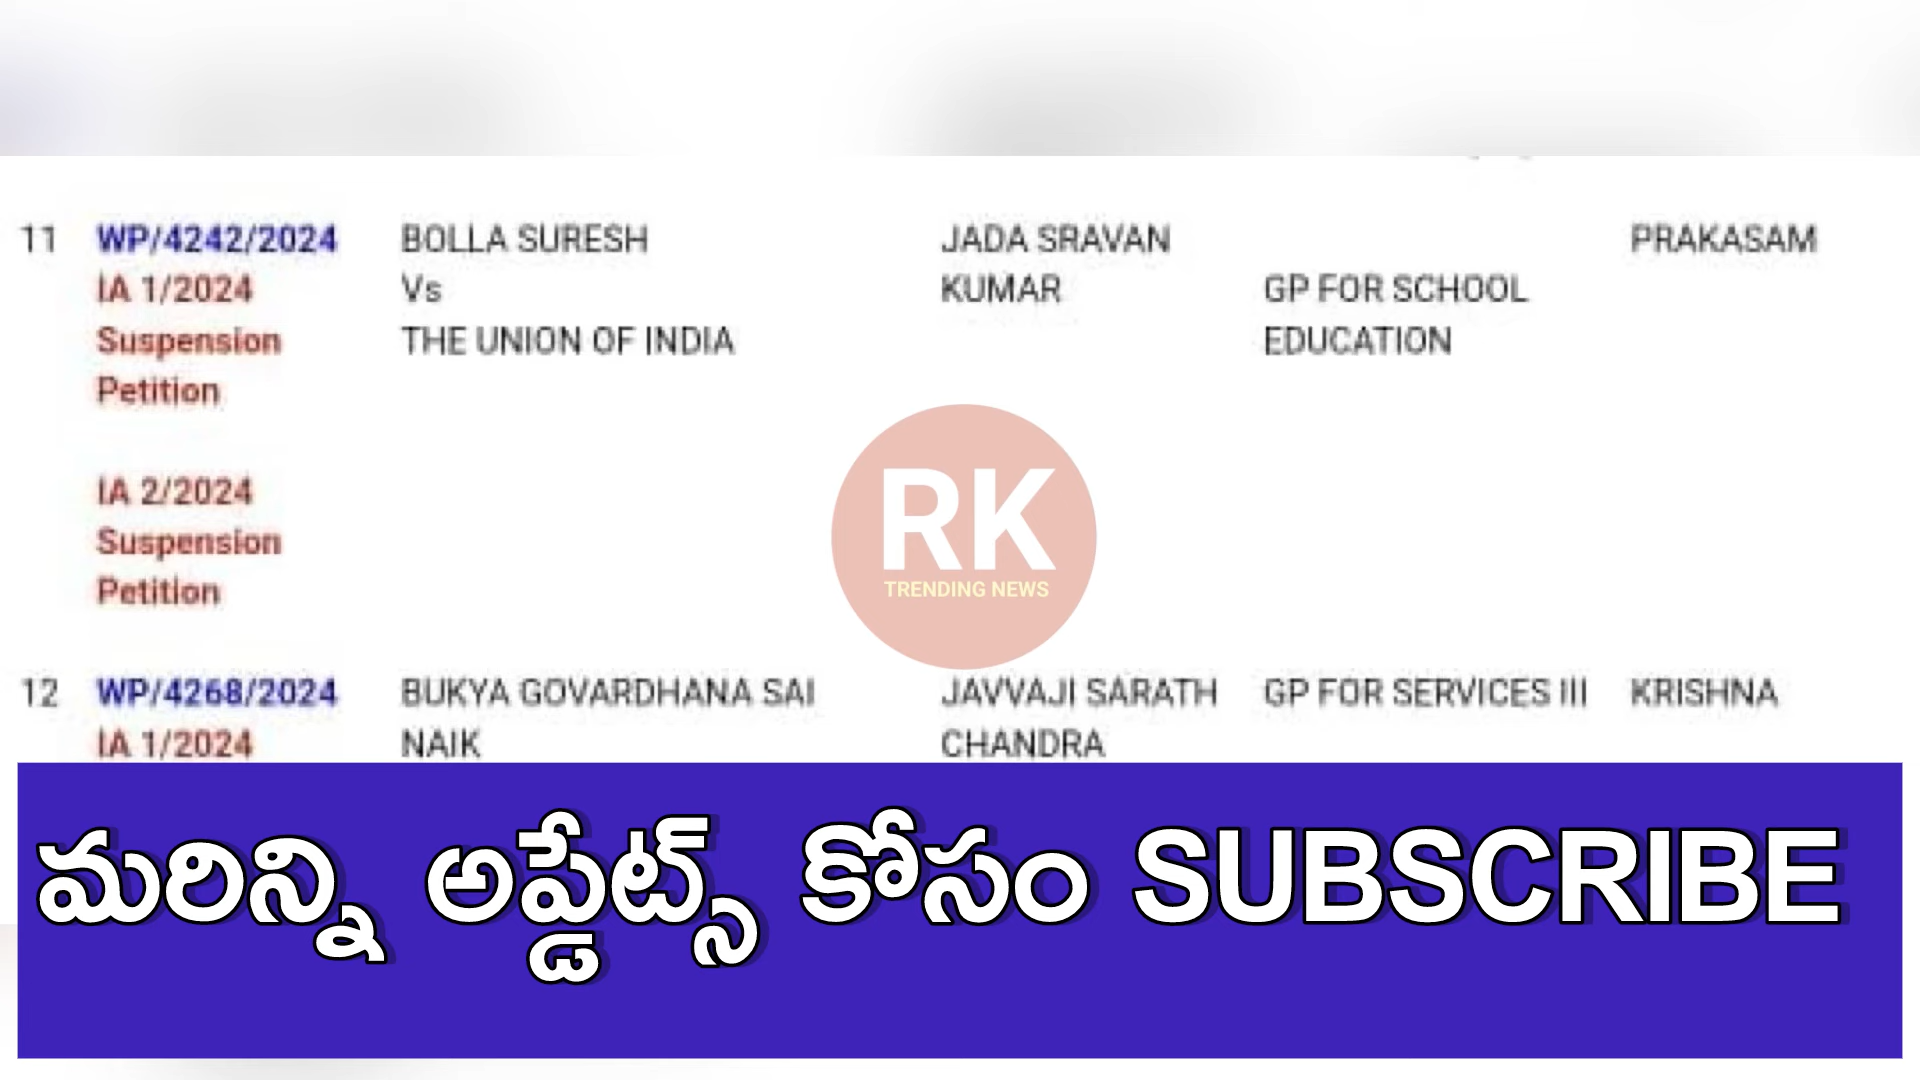 11 WP/4242/2024 BOLLA SURESH JADA SRAVAN PRAKASAM
IA 1/2024 Vs KUMAR GP FOR SCHOOL
Suspension THE UNION OF INDIA EDUCATION
Petition
IA 2/2024
Suspension
Petition
RK
TRENDING NEWS
12 WP/4268/2024 BUKYA GOVARDHANA SAI JAVVAJI SARATH GP FOR SERVICES III KRISHNA
IA 1/2024 NAIK CHANDRA
మరిన్ని అప్డేట్స్ కోసం SUBSCRIBE